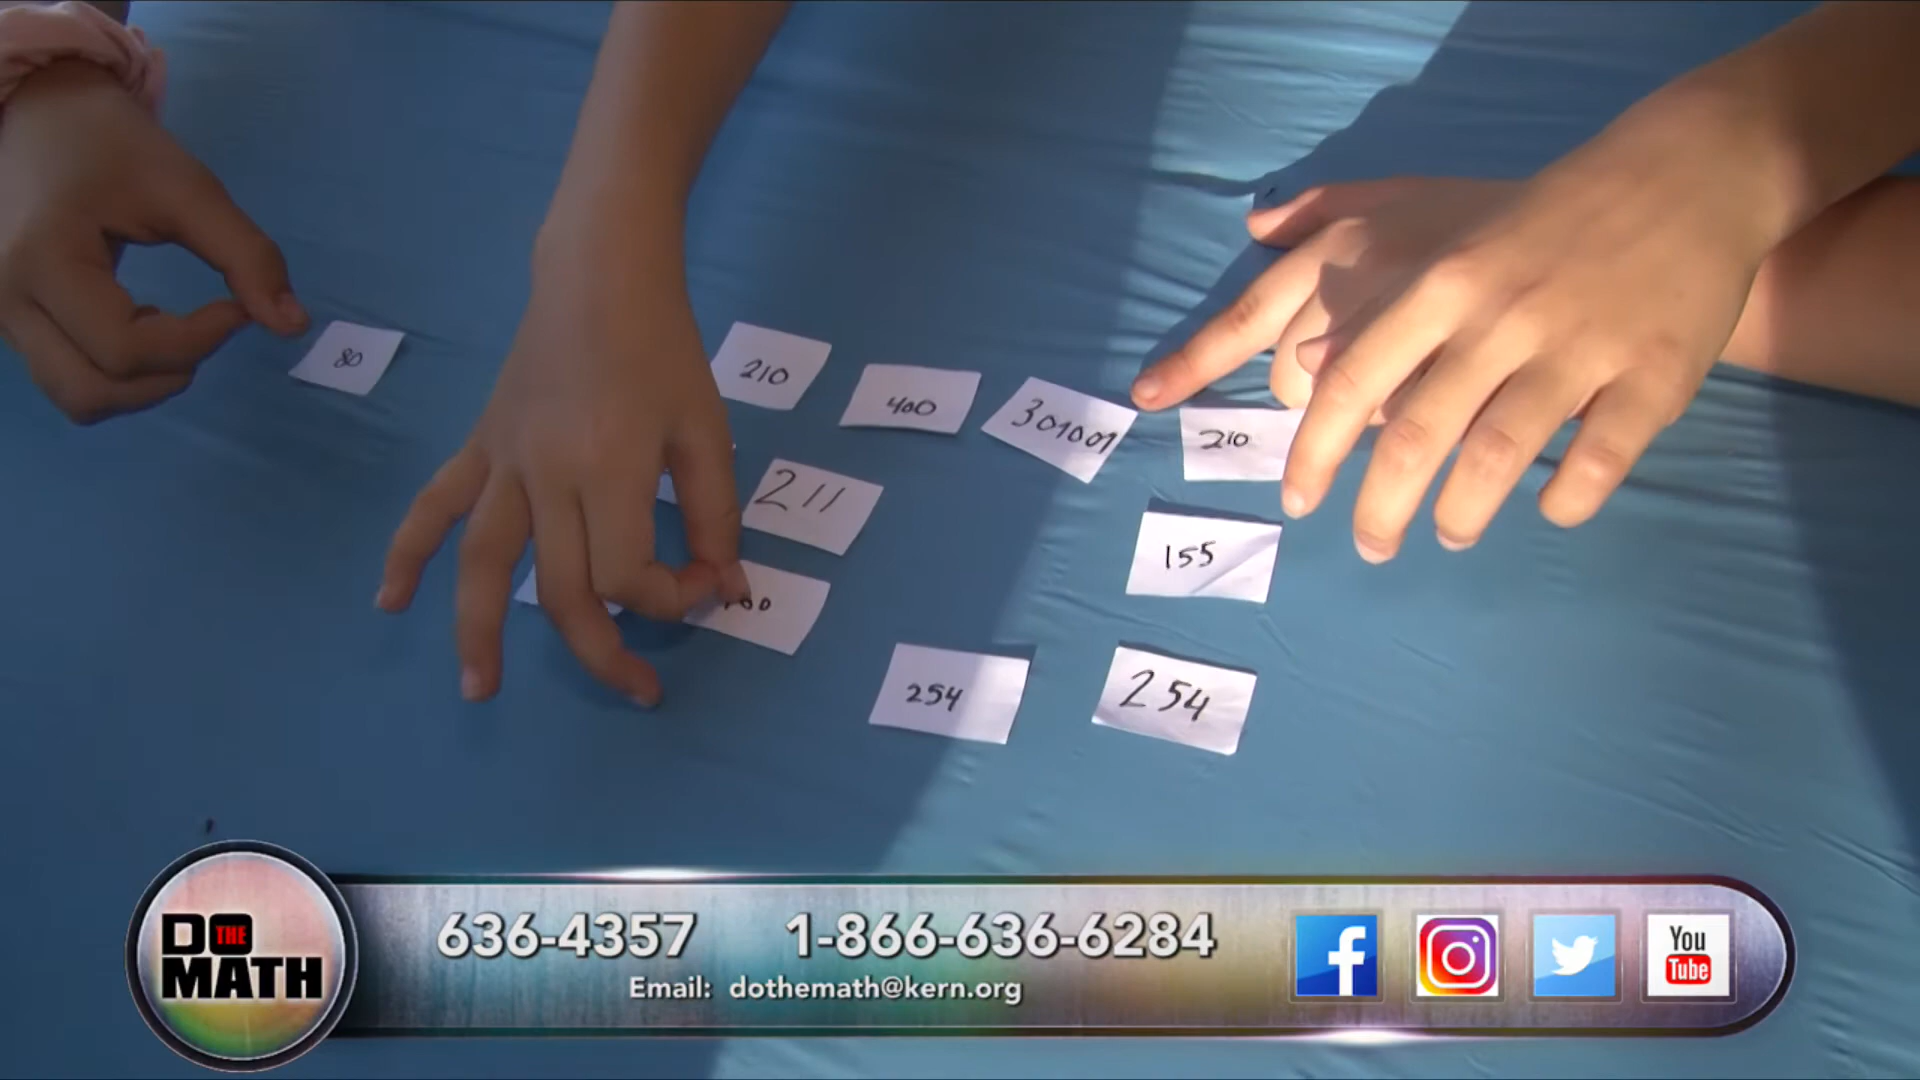 80
210
400
301001
210
211
155
254
254
DO THE MATH
636-4357
1-866-636-6284
Email: dothemath@kern.org
f
You
Tube